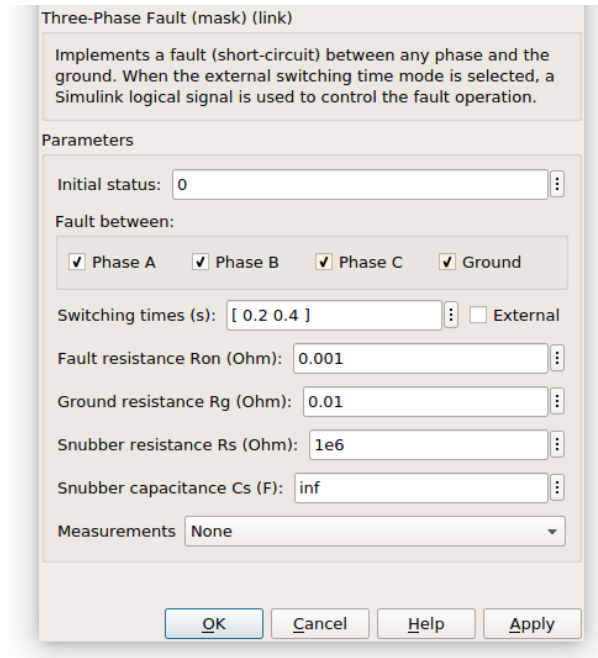 Three-Phase Fault (mask) (link)
Implements a fault (short-circuit) between any phase and the
ground. When the external switching time mode is selected, a
Simulink logical signal is used to control the fault operation.
Parameters
Initial status: 0
Fault between:
Phase A Phase B Phase C Ground
Switching times (s): [ 0.2 0.4 ] External
Fault resistance Ron (Ohm): 0.001
Ground resistance Rg (Ohm): 0.01
Snubber resistance Rs (Ohm): 1e6
Snubber capacitance Cs (F): inf
Measurements None
OK Cancel Help Apply